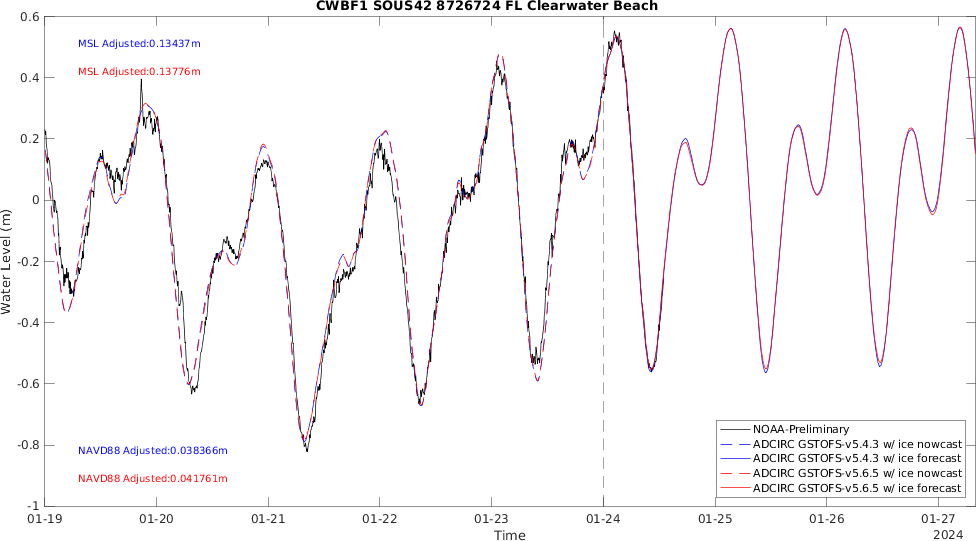 CWBF1 SOUS42 8726724 FL Clearwater Beach
0.6
0.4
0.2
0
-0.2
-0.4
-0.6
-0.8
-1
Water Level (m)
MSL Adjusted:0.13437m
MSL Adjusted:0.13776m
NAVD88 Adjusted:0.038366m
NAVD88 Adjusted:0.041761m
NOAA-Preliminary
ADCIRC GSTOFS-v5.4.3 w/ ice nowcast
ADCIRC GSTOFS-v5.4.3 w/ ice forecast
ADCIRC GSTOFS-v5.6.5 w/ ice nowcast
ADCIRC GSTOFS-v5.6.5 w/ ice forecast
01-19 01-20 01-21 01-22 01-23 01-24 01-25 01-26 01-27
Time
2024